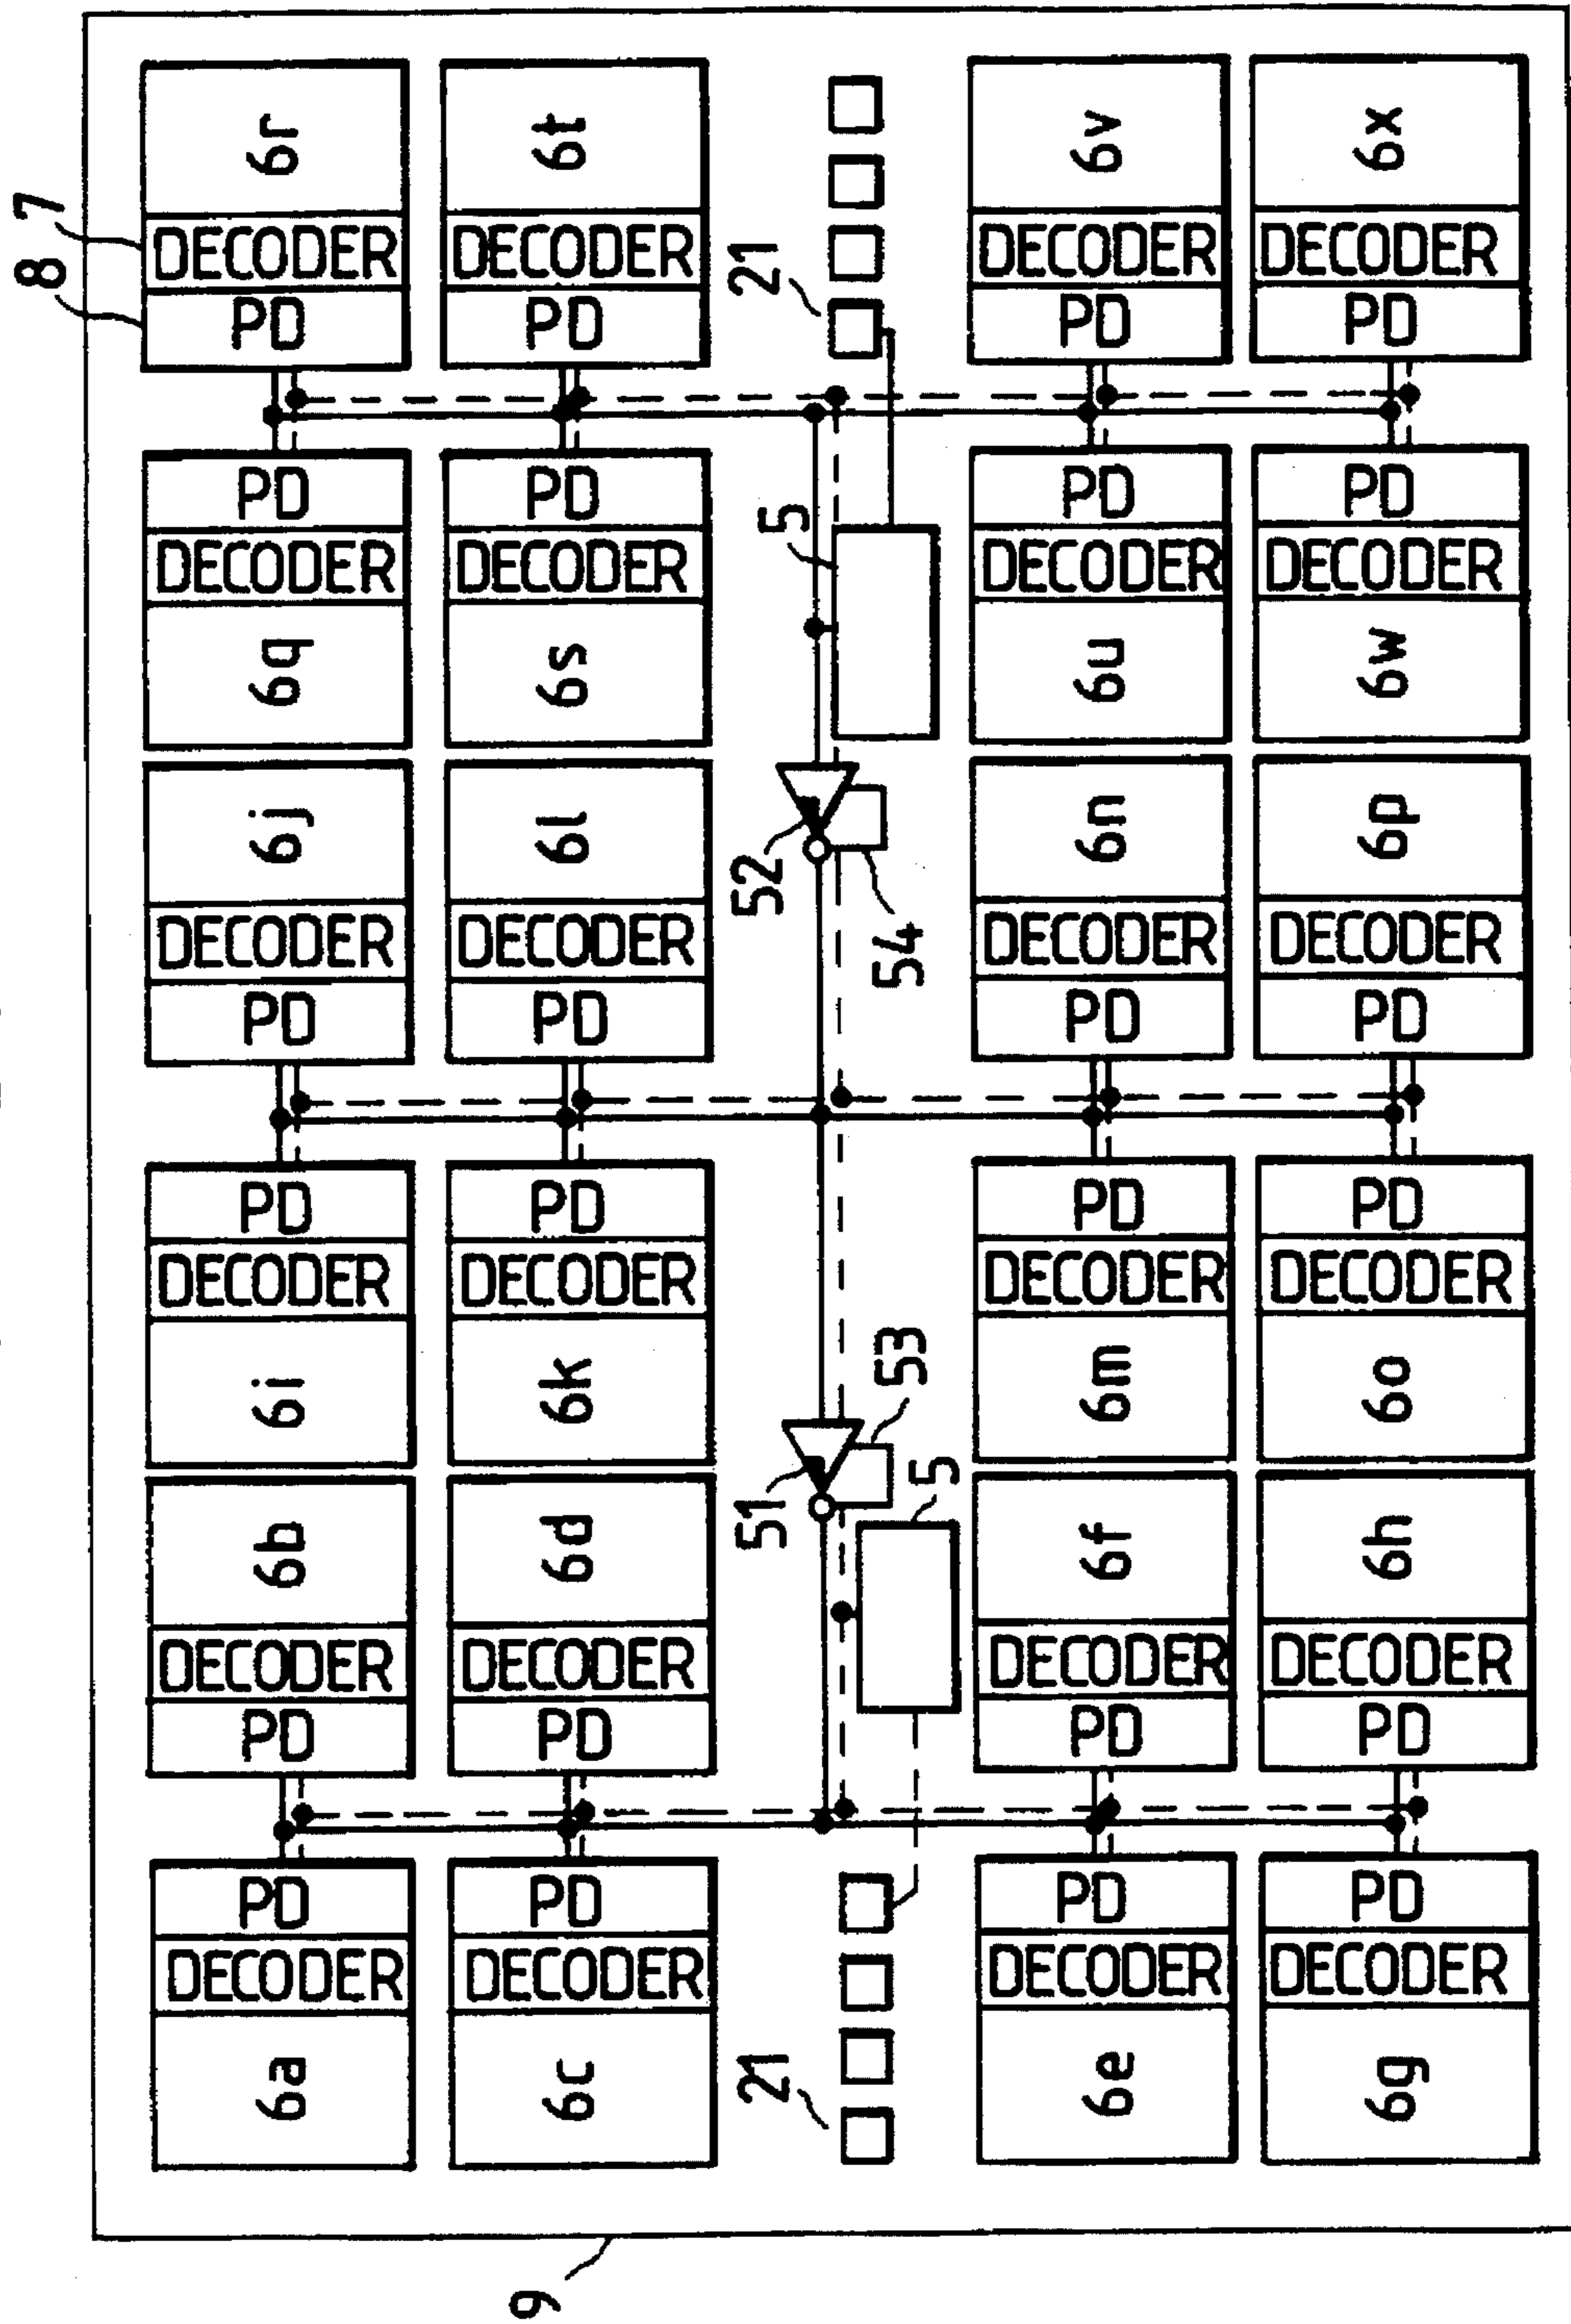 8 7
6a DECODER PD PD DECODER 6b 6i DECODER PD PD DECODER 6j 6q DECODER PD PD DECODER 6r
9
6c DECODER PD PD DECODER 6d 6k DECODER PD PD DECODER 6l 6s DECODER PD PD DECODER 6t
21 51 52 5 21
5 53 54
6e DECODER PD PD DECODER 6f 6m DECODER PD PD DECODER 6n 6u DECODER PD PD DECODER 6v
6g DECODER PD PD DECODER 6h 6o DECODER PD PD DECODER 6p 6w DECODER PD PD DECODER 6x